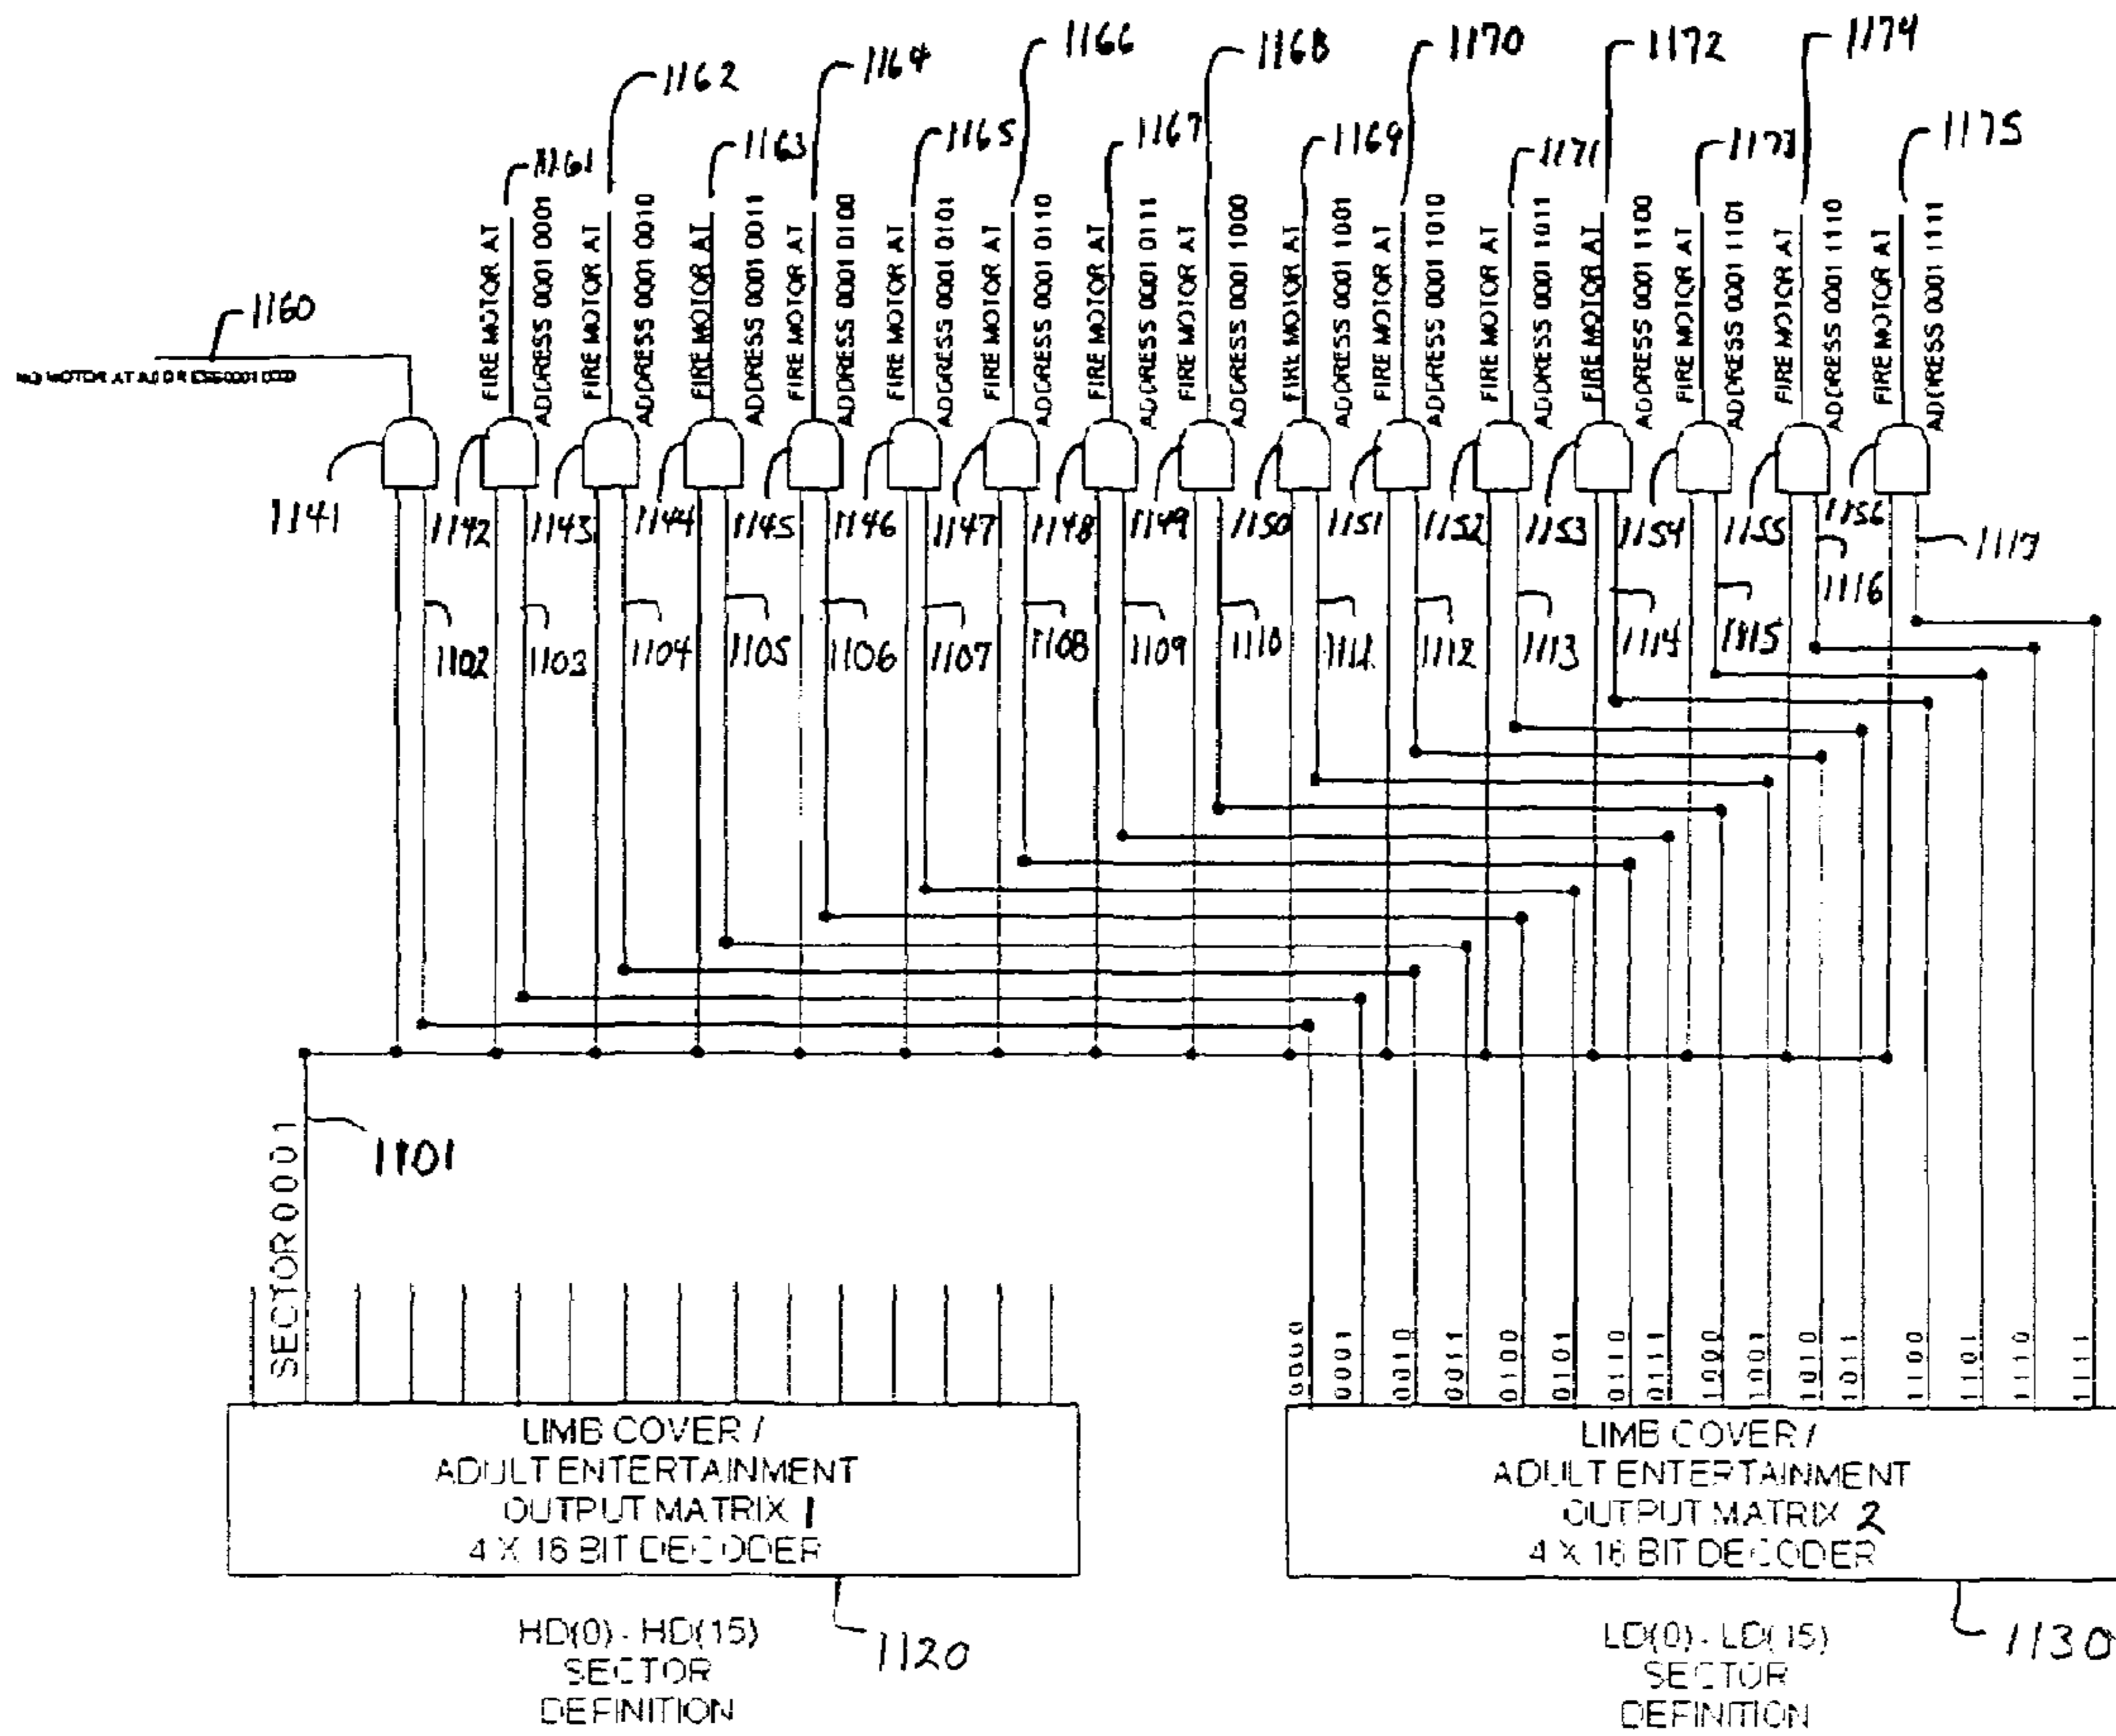 1162
1164
1166
1168
1170
1172
1174
1161
1163
1165
1167
1169
1171
1173
1175
1160
NO MOTOR AT ADDRESS 0001 0000
FIRE MOTOR AT
ADDRESS 0001 0001
FIRE MOTOR AT
ADDRESS 0001 0010
FIRE MOTOR AT
ADDRESS 0001 0011
FIRE MOTOR AT
ADDRESS 0001 0100
FIRE MOTOR AT
ADDRESS 0001 0101
FIRE MOTOR AT
ADDRESS 0001 0110
FIRE MOTOR AT
ADDRESS 0001 0111
FIRE MOTOR AT
ADDRESS 0001 1000
FIRE MOTOR AT
ADDRESS 0001 1001
FIRE MOTOR AT
ADDRESS 0001 1010
FIRE MOTOR AT
ADDRESS 0001 1011
FIRE MOTOR AT
ADDRESS 0001 1100
FIRE MOTOR AT
ADDRESS 0001 1101
FIRE MOTOR AT
ADDRESS 0001 1110
FIRE MOTOR AT
ADDRESS 0001 1111
1141
1142
1143
1144
1145
1146
1147
1148
1149
1150
1151
1152
1153
1154
1155
1156
1117
1116
1102
1103
1104
1105
1106
1107
1108
1109
1110
1111
1112
1113
1114
1115
SECTOR 0001
1101
0000
0001
0010
0011
0100
0101
0110
0111
1000
1001
1010
1011
1100
1101
1110
1111
LIMB COVER /
ADULT ENTERTAINMENT
OUTPUT MATRIX 1
4 X 16 BIT DECODER
LIMB COVER /
ADULT ENTERTAINMENT
OUTPUT MATRIX 2
4 X 16 BIT DECODER
HD(0) - HD(15)
SECTOR
DEFINITION
1120
LD(0) - LD(15)
SECTOR
DEFINITION
1130